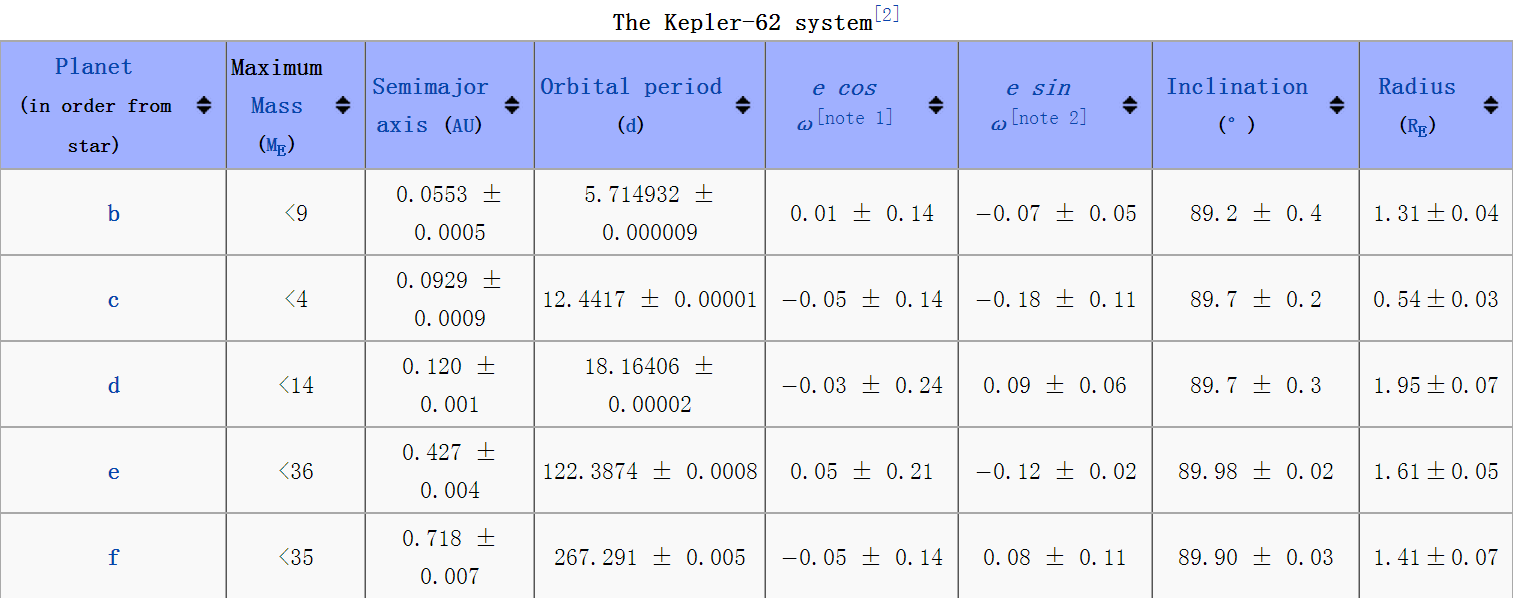 The Kepler-62 system[2]
Planet
(in order from
star)
Maximum
Mass
(ME)
Semimajor
axis (AU)
Orbital period
(d)
e cos
ω[note 1]
e sin
ω[note 2]
Inclination
(°)
Radius
(RE)
b
<9
0.0553 ±
0.0005
5.714932 ±
0.000009
0.01 ± 0.14
−0.07 ± 0.05
89.2 ± 0.4
1.31±0.04
c
<4
0.0929 ±
0.0009
12.4417 ± 0.00001
−0.05 ± 0.14
−0.18 ± 0.11
89.7 ± 0.2
0.54±0.03
d
<14
0.120 ±
0.001
18.16406 ±
0.00002
−0.03 ± 0.24
0.09 ± 0.06
89.7 ± 0.3
1.95±0.07
e
<36
0.427 ±
0.004
122.3874 ± 0.0008
0.05 ± 0.21
−0.12 ± 0.02
89.98 ± 0.02
1.61±0.05
f
<35
0.718 ±
0.007
267.291 ± 0.005
−0.05 ± 0.14
0.08 ± 0.11
89.90 ± 0.03
1.41±0.07